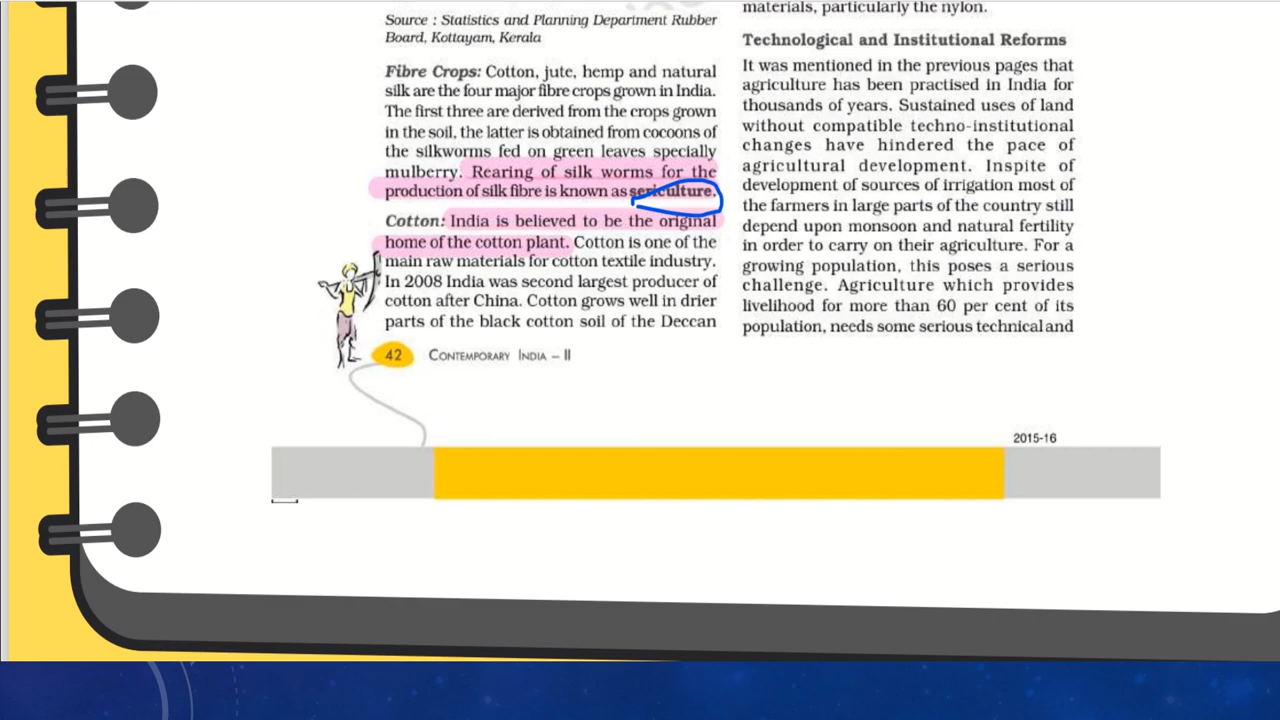 Source : Statistics and Planning Department Rubber
Board, Kottayam, Kerala
Fibre Crops: Cotton, jute, hemp and natural
silk are the four major fibre crops grown in India.
The first three are derived from the crops grown
in the soil, the latter is obtained from cocoons of
the silkworms fed on green leaves specially
mulberry. Rearing of silk worms for the
production of silk fibre is known as sericulture.
Cotton: India is believed to be the original
home of the cotton plant. Cotton is one of the
main raw materials for cotton textile industry.
In 2008 India was second largest producer of
cotton after China. Cotton grows well in drier
parts of the black cotton soil of the Deccan
42 CONTEMPORARY INDIA – II
materials, particularly the nylon.
Technological and Institutional Reforms
It was mentioned in the previous pages that
agriculture has been practised in India for
thousands of years. Sustained uses of land
without compatible techno-institutional
changes have hindered the pace of
agricultural development. Inspite of
development of sources of irrigation most of
the farmers in large parts of the country still
depend upon monsoon and natural fertility
in order to carry on their agriculture. For a
growing population, this poses a serious
challenge. Agriculture which provides
livelihood for more than 60 per cent of its
population, needs some serious technical and
2015-16